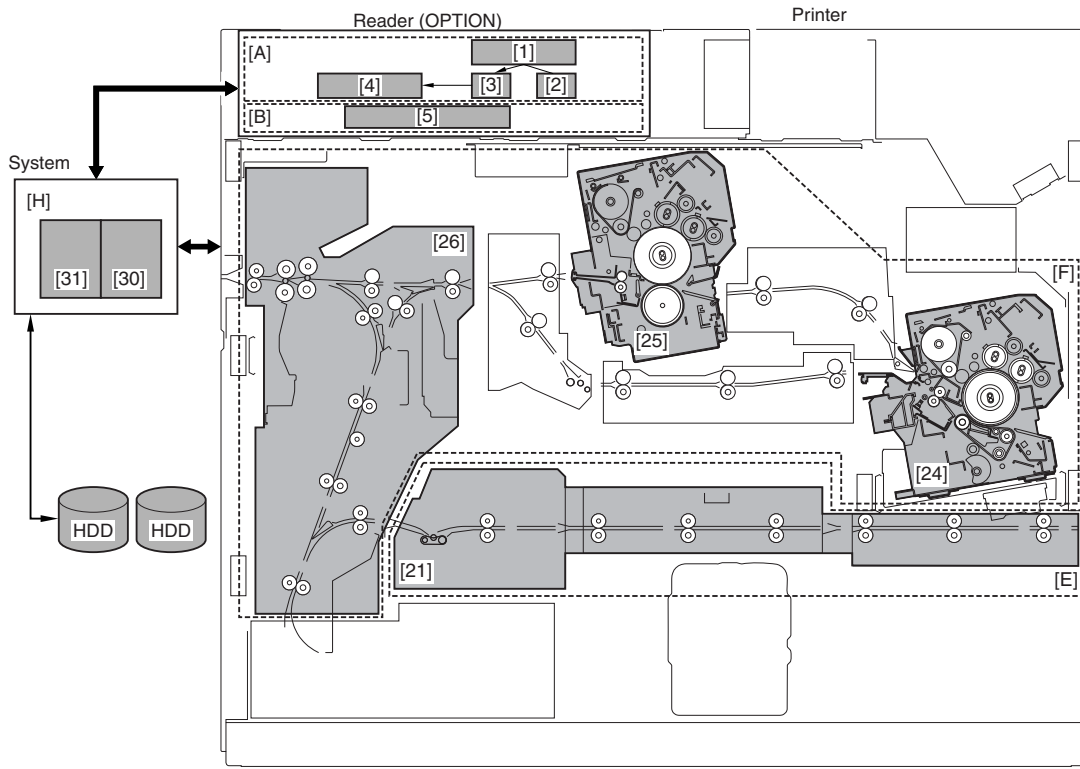 Reader (OPTION)
Printer
[A]
[1]
[4]
[3]
[2]
[B]
[5]
System
[H]
[31]
[30]
[26]
[25]
[F]
[24]
HDD
HDD
[21]
[E]